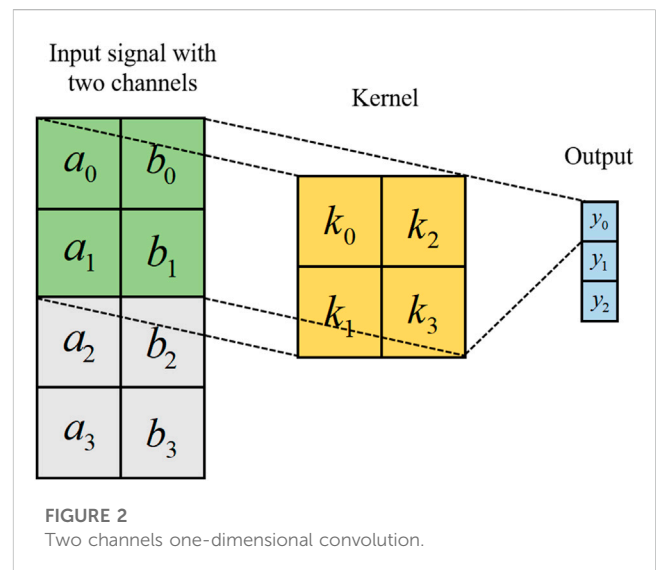 Input signal with
two channels
Kernel
Output
a₀ b₀
a₁ b₁
a₂ b₂
a₃ b₃
k₀ k₂
k₁ k₃
y₀
y₁
y₂
FIGURE 2
Two channels one-dimensional convolution.